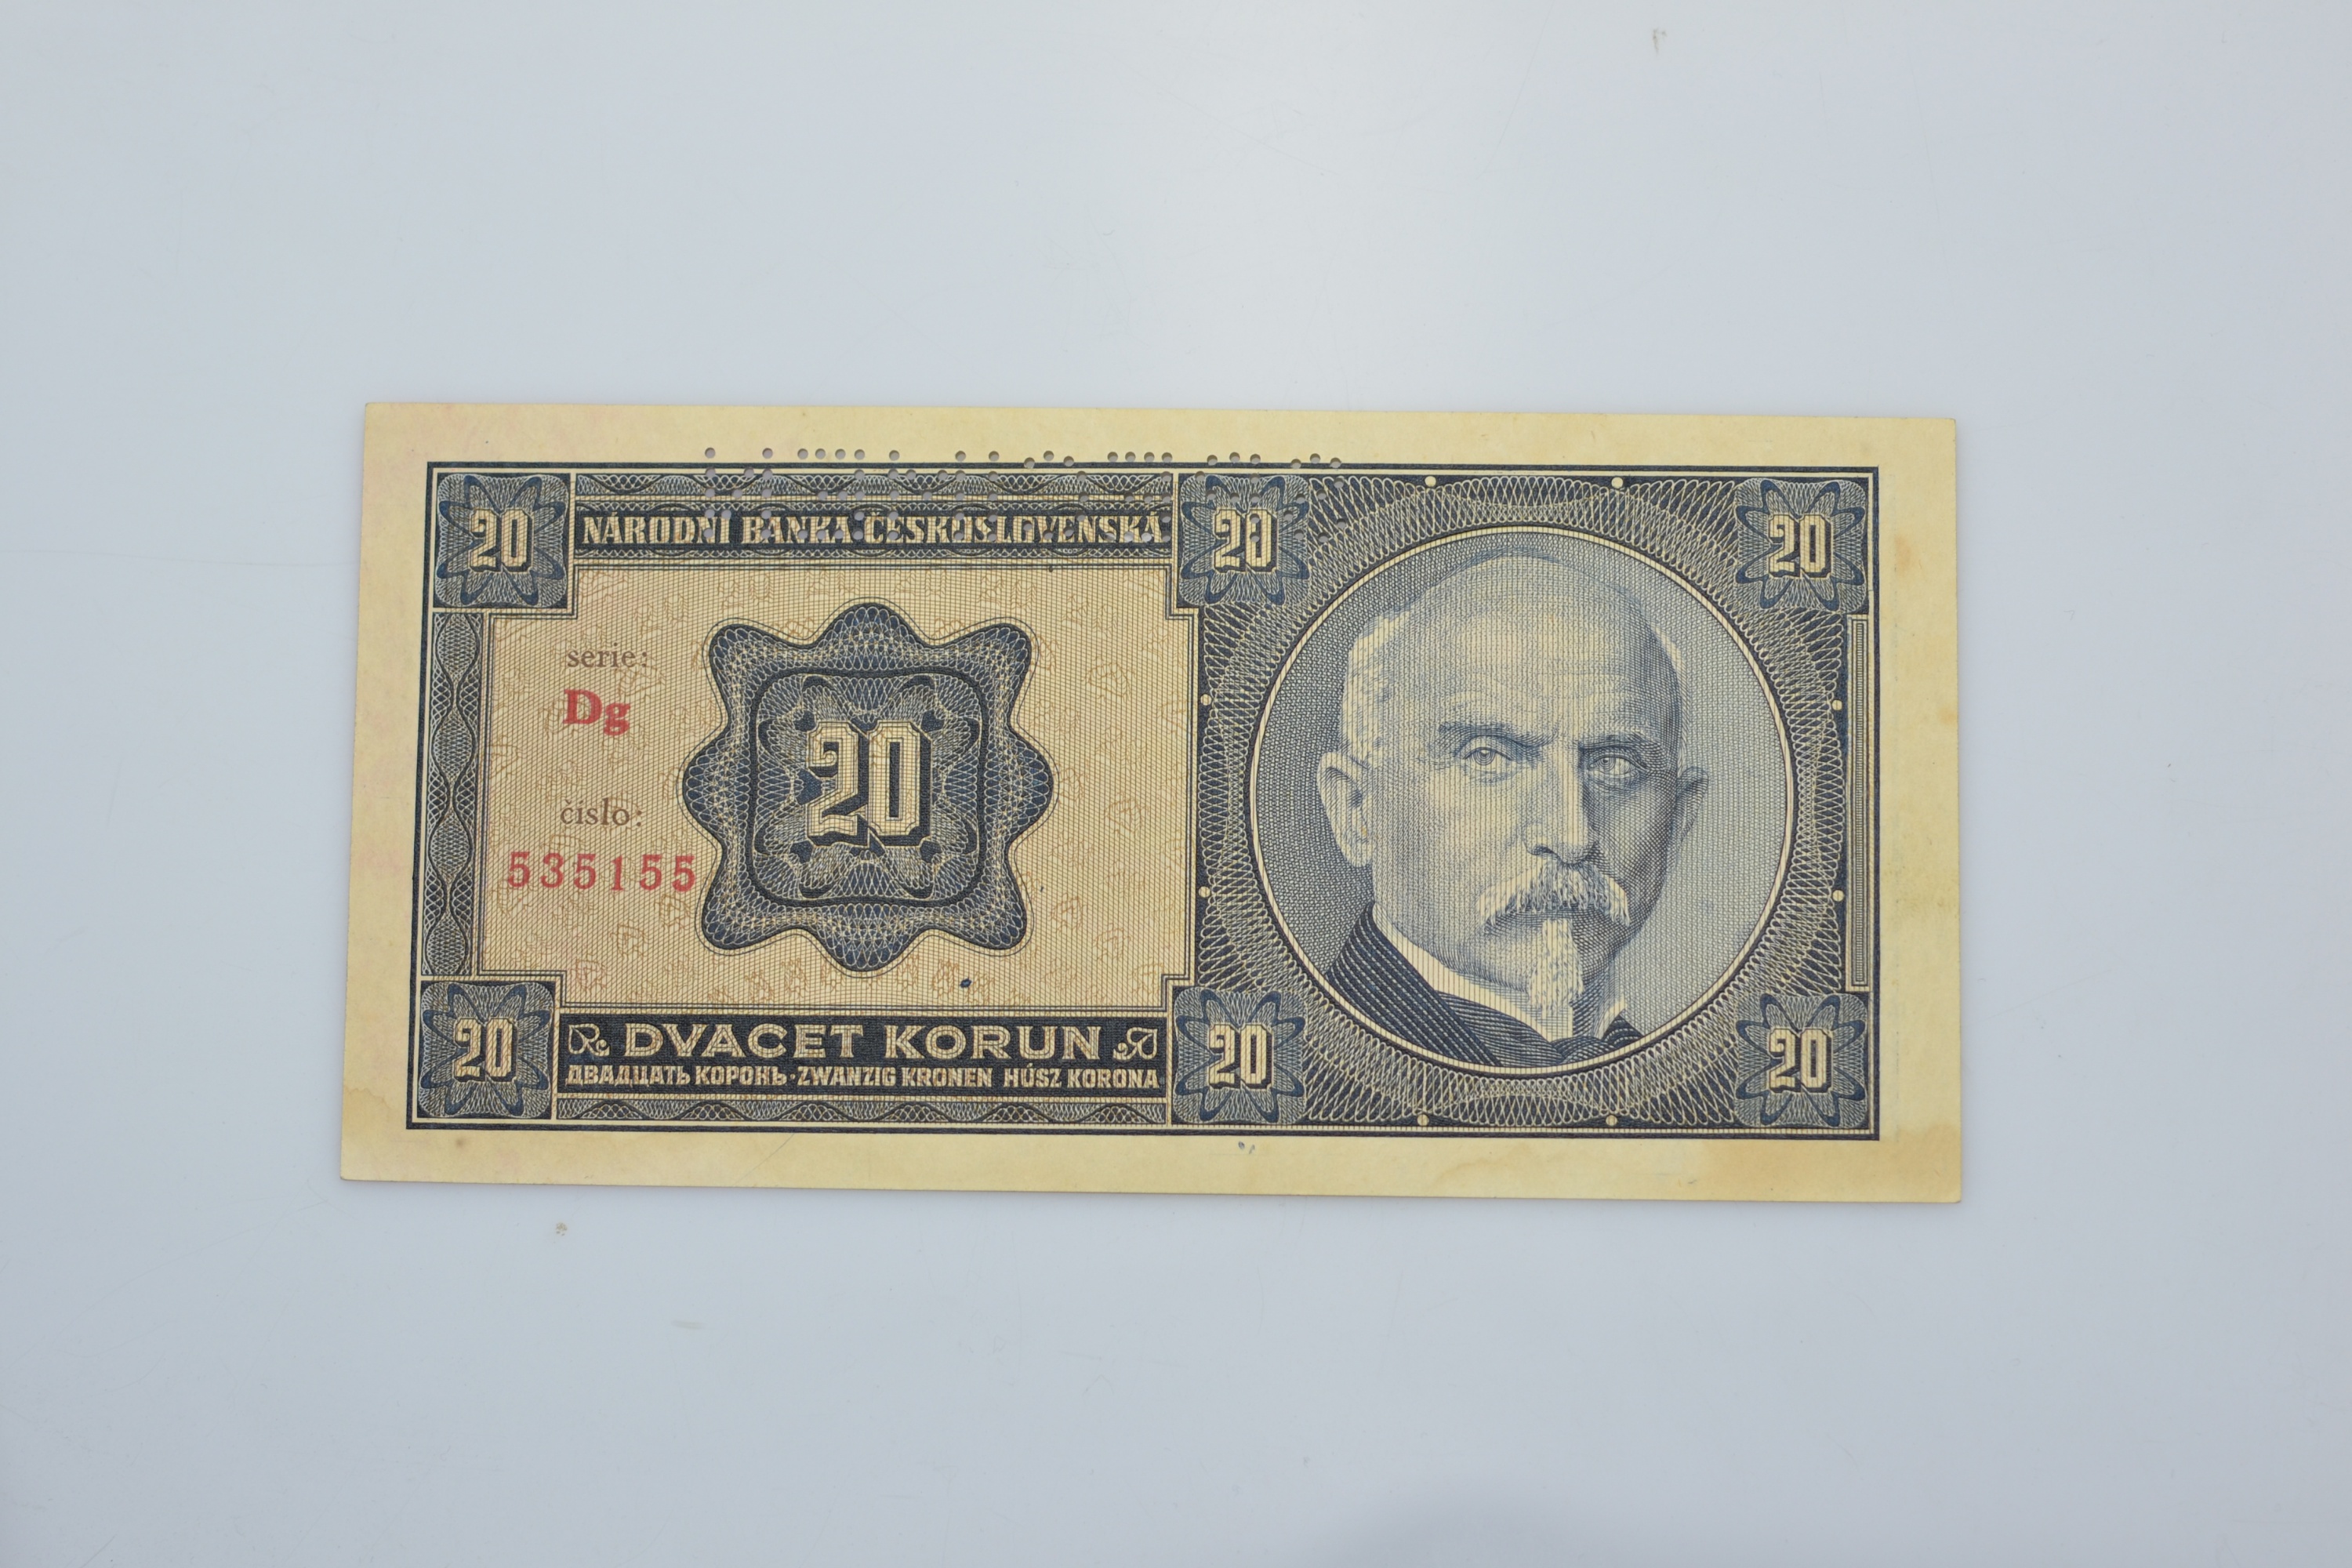 20 NÁRODNÍ BANKA ČESKOSLOVENSKÁ 20 20
serie:
Dg
20
číslo:
535155
20 DVACET KORUN 20 20
ДВАДЦАТЬ КОРОНЬ · ZWANZIG KRONEN HÚSZ KORONA